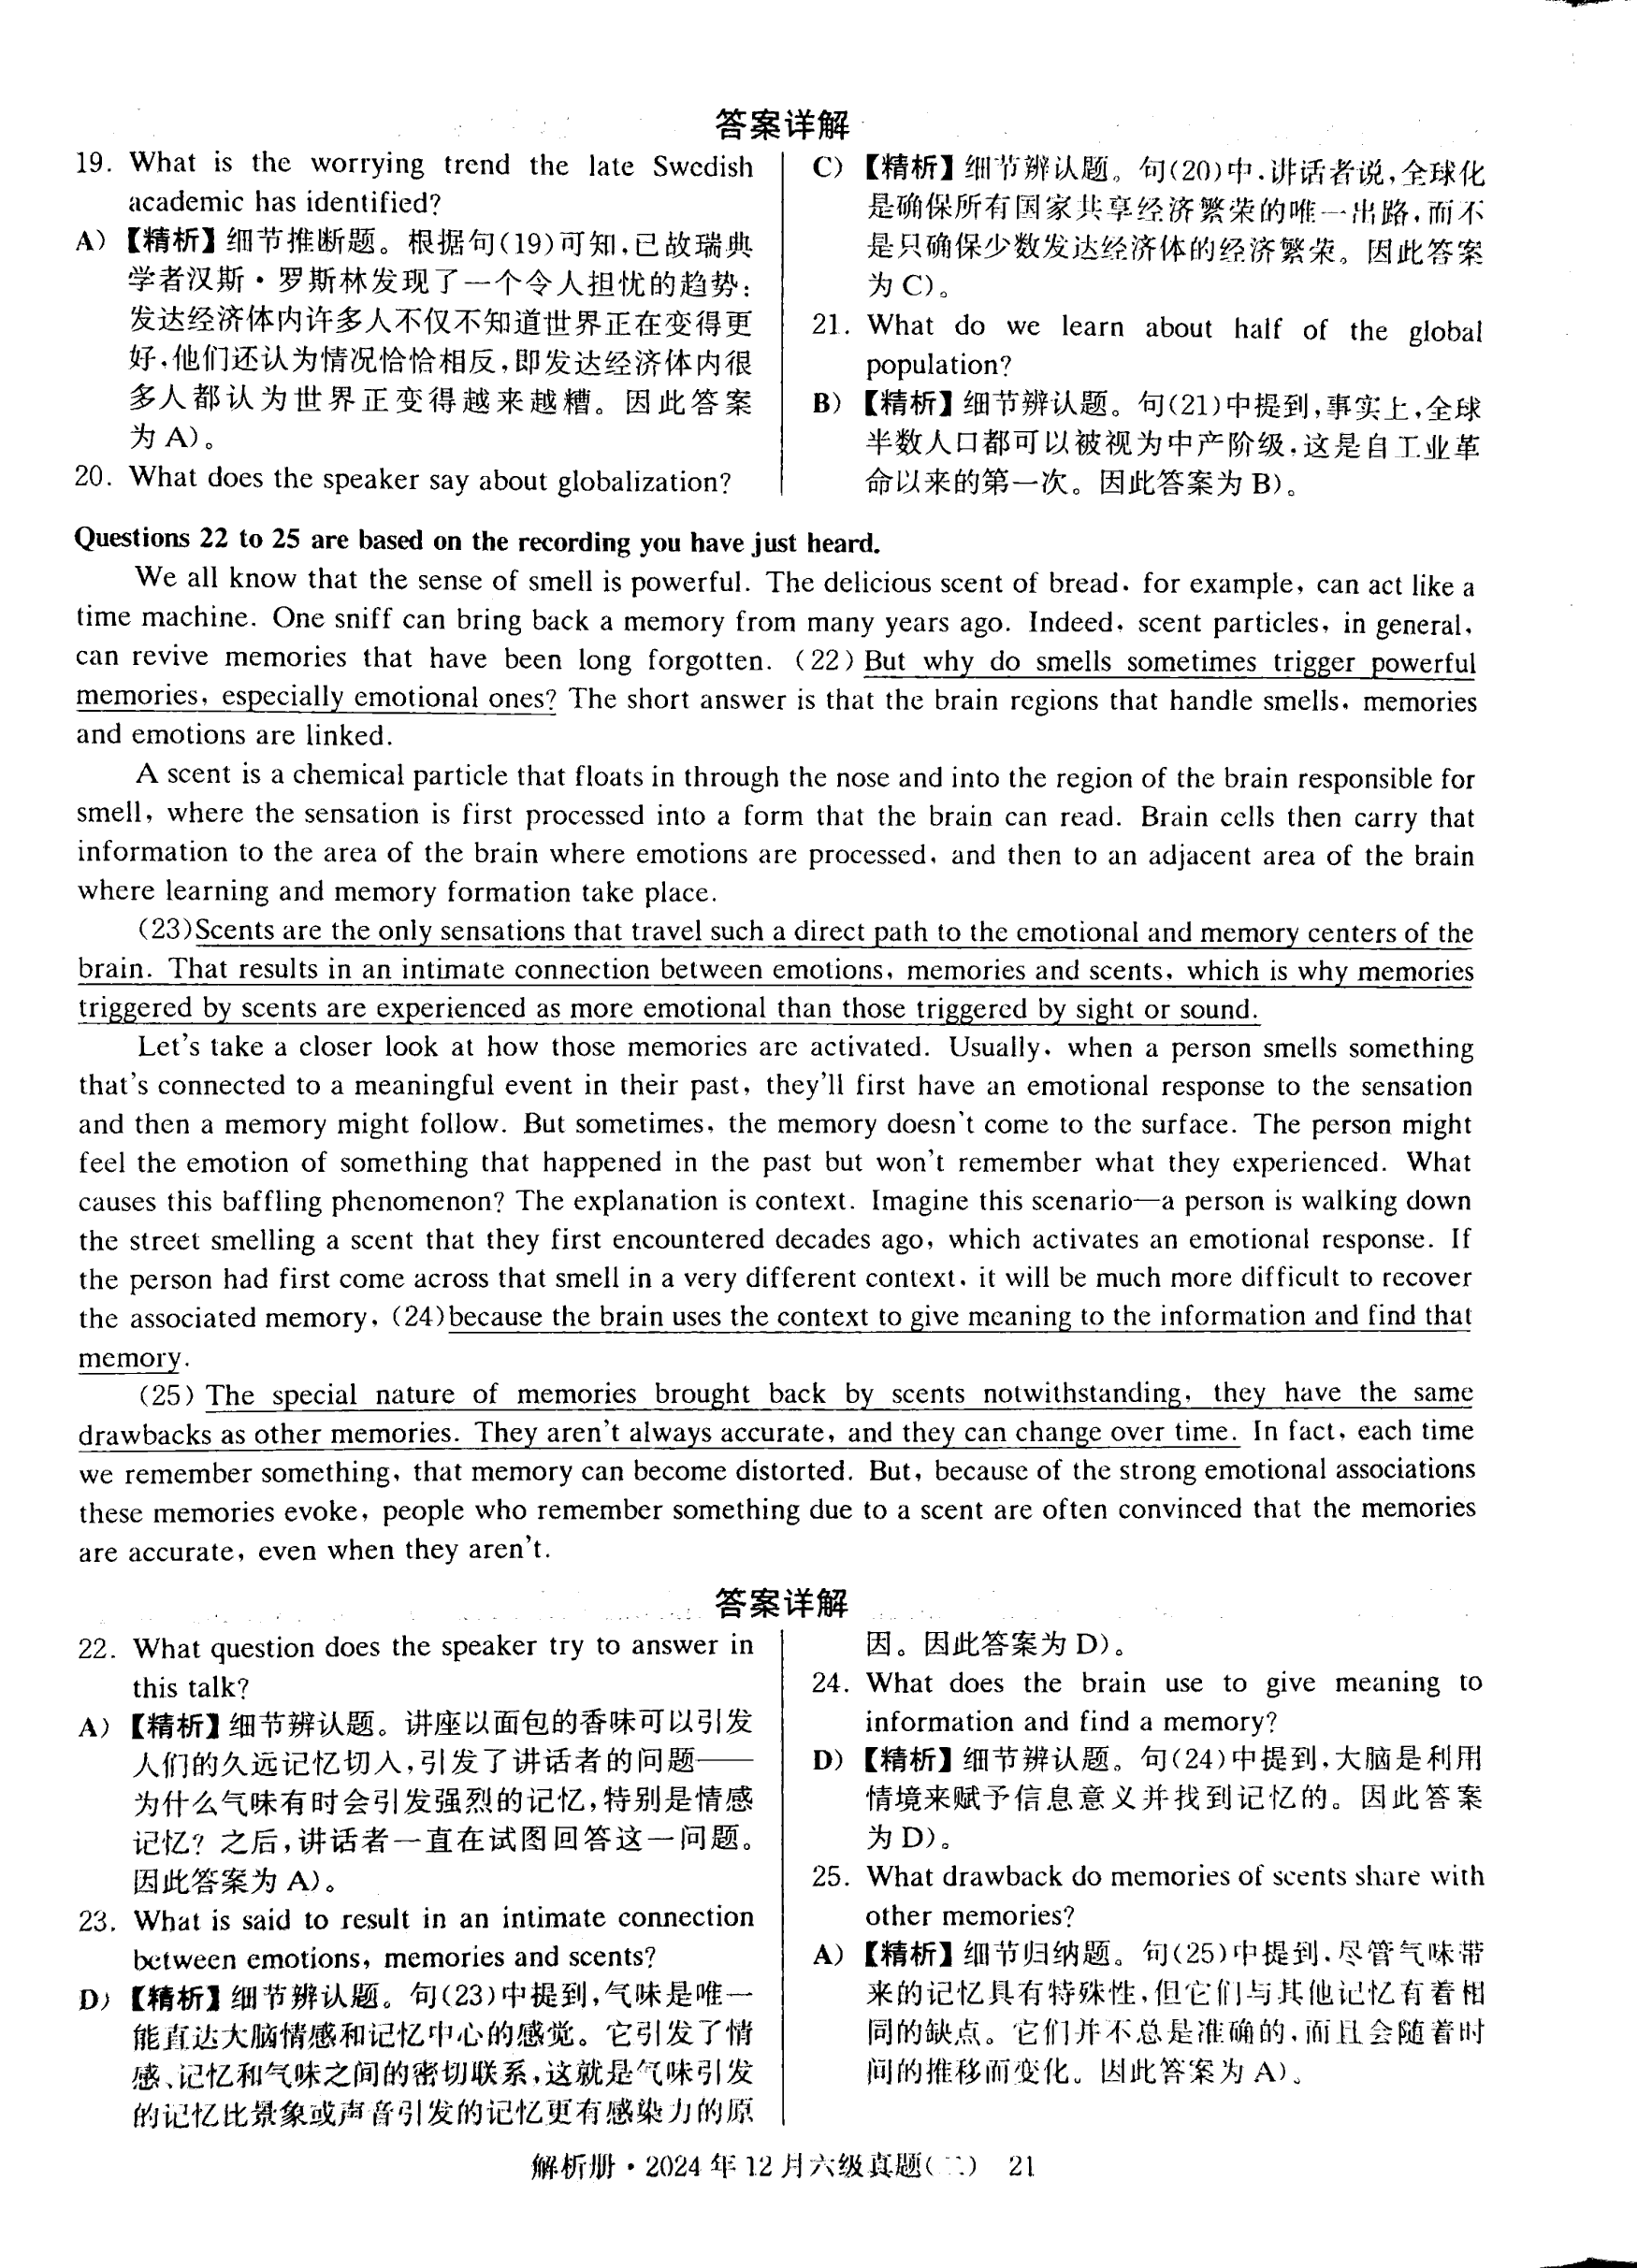 答案详解
19. What is the worrying trend the late Swedish
academic has identified?
A)【精析】细节推断题。根据句(19)可知,已故瑞典
学者汉斯·罗斯林发现了一个令人担忧的趋势:
发达经济体内许多人不仅不知道世界正在变得更
好,他们还认为情况恰恰相反,即发达经济体内很
多人都认为世界正变得越来越糟。因此答案
为 A)。
20. What does the speaker say about globalization?
C)【精析】细节辨认题。句(20)中,讲话者说,全球化
是确保所有国家共享经济繁荣的唯一出路,而不
是只确保少数发达经济体的经济繁荣。因此答案
为 C)。
21. What do we learn about half of the global
population?
B)【精析】细节辨认题。句(21)中提到,事实上,全球
半数人口都可以被视为中产阶级,这是自工业革
命以来的第一次。因此答案为 B)。
Questions 22 to 25 are based on the recording you have just heard.
We all know that the sense of smell is powerful. The delicious scent of bread, for example, can act like a
time machine. One sniff can bring back a memory from many years ago. Indeed, scent particles, in general,
can revive memories that have been long forgotten. (22) But why do smells sometimes trigger powerful
memories, especially emotional ones? The short answer is that the brain regions that handle smells, memories
and emotions are linked.
A scent is a chemical particle that floats in through the nose and into the region of the brain responsible for
smell, where the sensation is first processed into a form that the brain can read. Brain cells then carry that
information to the area of the brain where emotions are processed, and then to an adjacent area of the brain
where learning and memory formation take place.
(23)Scents are the only sensations that travel such a direct path to the emotional and memory centers of the
brain. That results in an intimate connection between emotions, memories and scents, which is why memories
triggered by scents are experienced as more emotional than those triggered by sight or sound.
Let's take a closer look at how those memories are activated. Usually, when a person smells something
that's connected to a meaningful event in their past, they'll first have an emotional response to the sensation
and then a memory might follow. But sometimes, the memory doesn't come to the surface. The person might
feel the emotion of something that happened in the past but won't remember what they experienced. What
causes this baffling phenomenon? The explanation is context. Imagine this scenario—a person is walking down
the street smelling a scent that they first encountered decades ago, which activates an emotional response. If
the person had first come across that smell in a very different context, it will be much more difficult to recover
the associated memory, (24)because the brain uses the context to give meaning to the information and find that
memory.
(25) The special nature of memories brought back by scents notwithstanding, they have the same
drawbacks as other memories. They aren't always accurate, and they can change over time. In fact, each time
we remember something, that memory can become distorted. But, because of the strong emotional associations
these memories evoke, people who remember something due to a scent are often convinced that the memories
are accurate, even when they aren't.
答案详解
22. What question does the speaker try to answer in
this talk?
A)【精析】细节辨认题。讲座以面包的香味可以引发
人们的久远记忆切入,引发了讲话者的问题——
为什么气味有时会引发强烈的记忆,特别是情感
记忆?之后,讲话者一直在试图回答这一问题。
因此答案为 A)。
23. What is said to result in an intimate connection
between emotions, memories and scents?
D)【精析】细节辨认题。句(23)中提到,气味是唯一
能直达大脑情感和记忆中心的感觉。它引发了情
感、记忆和气味之间的密切联系,这就是气味引发
的记忆比景象或声音引发的记忆更有感染力的原
因。因此答案为 D)。
24. What does the brain use to give meaning to
information and find a memory?
D)【精析】细节辨认题。句(24)中提到,大脑是利用
情境来赋予信息意义并找到记忆的。因此答案
为 D)。
25. What drawback do memories of scents share with
other memories?
A)【精析】细节归纳题。句(25)中提到,尽管气味带
来的记忆具有特殊性,但它们与其他记忆有着相
同的缺点。它们并不总是准确的,而且会随着时
间的推移而变化。因此答案为 A)。
解析册·2024 年 12 月六级真题(二) 21